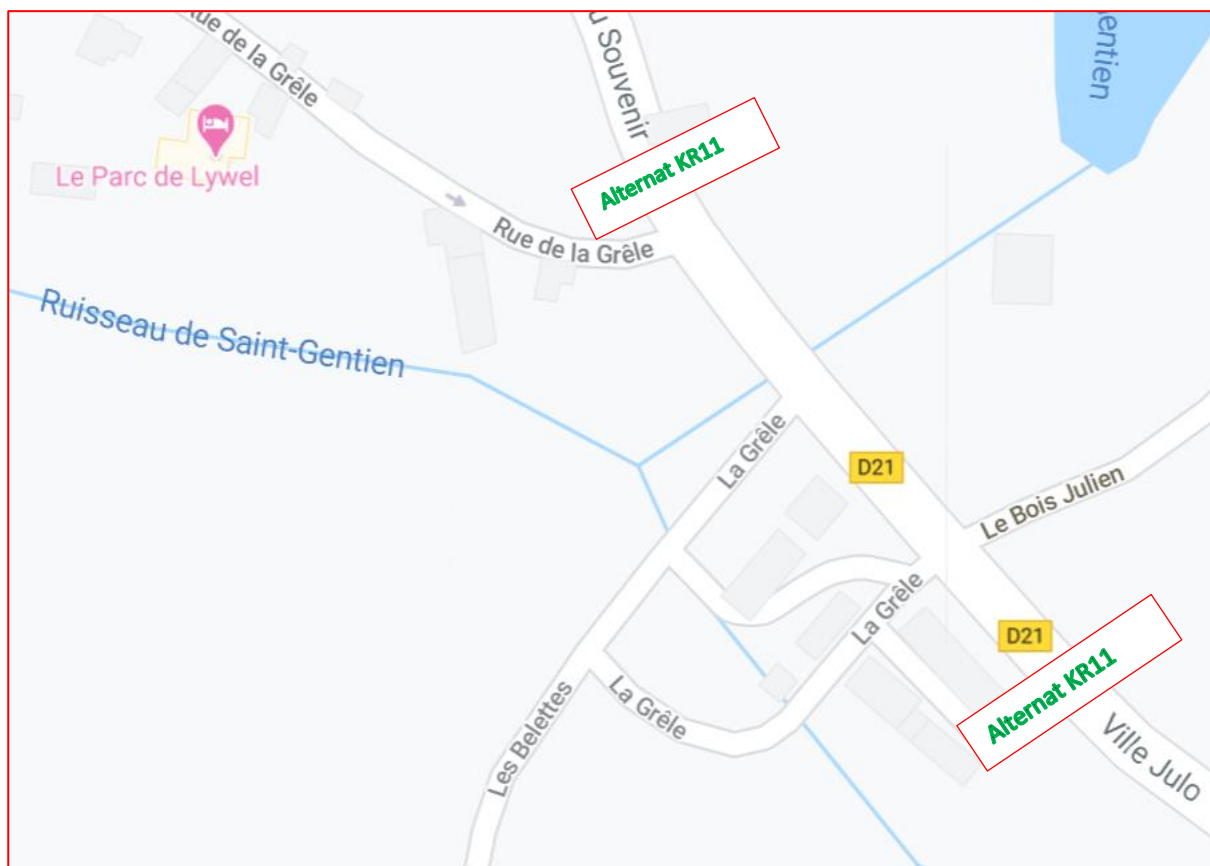 Rue de la Grêle
u Souvenir
entien
Alternat KR11
Le Parc de Lywel
Rue de la Grêle
Ruisseau de Saint-Gentien
La Grêle
D21
Le Bois Julien
La Grêle
D21
Alternat KR11
La Grêle
Les Belettes
Ville Julo